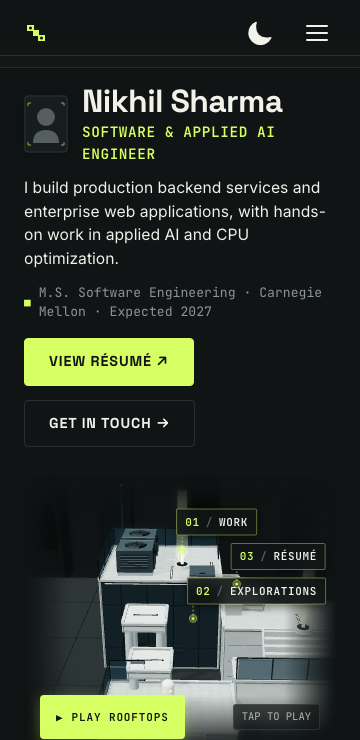 Nikhil Sharma
SOFTWARE & APPLIED AI
ENGINEER
I build production backend services and
enterprise web applications, with hands-
on work in applied AI and CPU
optimization.
M.S. Software Engineering · Carnegie
Mellon · Expected 2027
VIEW RÉSUMÉ ↗
GET IN TOUCH →
01 / WORK
03 / RÉSUMÉ
02 / EXPLORATIONS
▶ PLAY ROOFTOPS
TAP TO PLAY